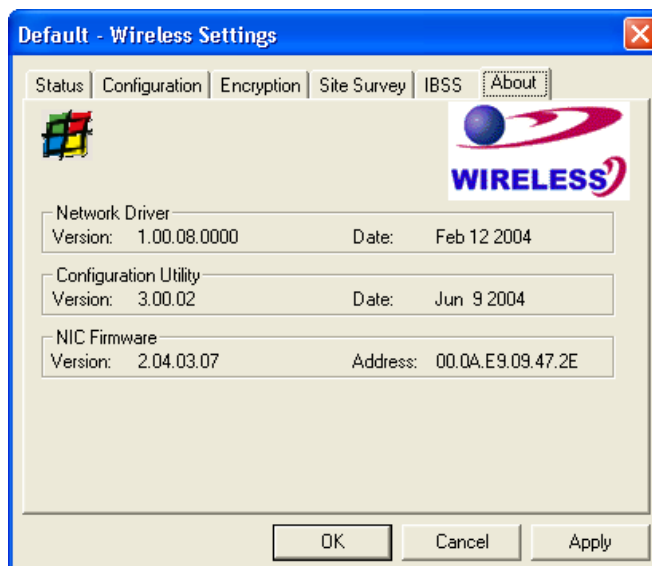 Default - Wireless Settings
Status Configuration Encryption Site Survey IBSS About
WIRELESS
Network Driver
Version: 1.00.08.0000 Date: Feb 12 2004
Configuration Utility
Version: 3.00.02 Date: Jun 9 2004
NIC Firmware
Version: 2.04.03.07 Address: 00.0A.E9.09.47.2E
OK Cancel Apply